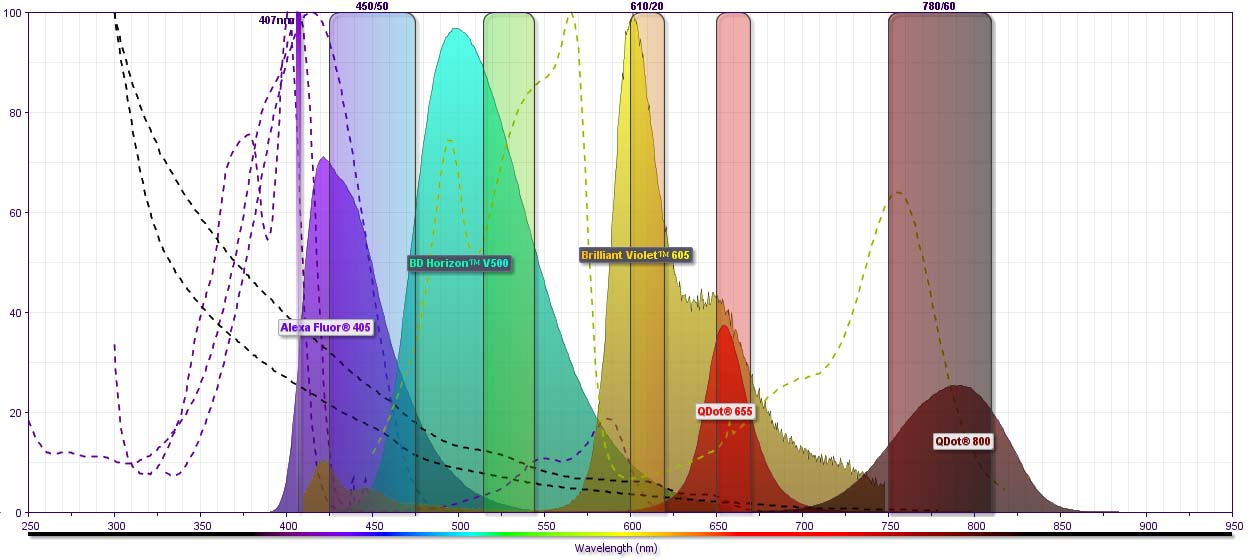 450/50 610/20 780/60
407nm
100
80
60
40
20
0
BD Horizon™ V500
Brilliant Violet™ 605
Alexa Fluor® 405
QDot® 655
QDot® 800
250 300 350 400 450 500 550 600 650 700 750 800 850 900 950
Wavelength (nm)